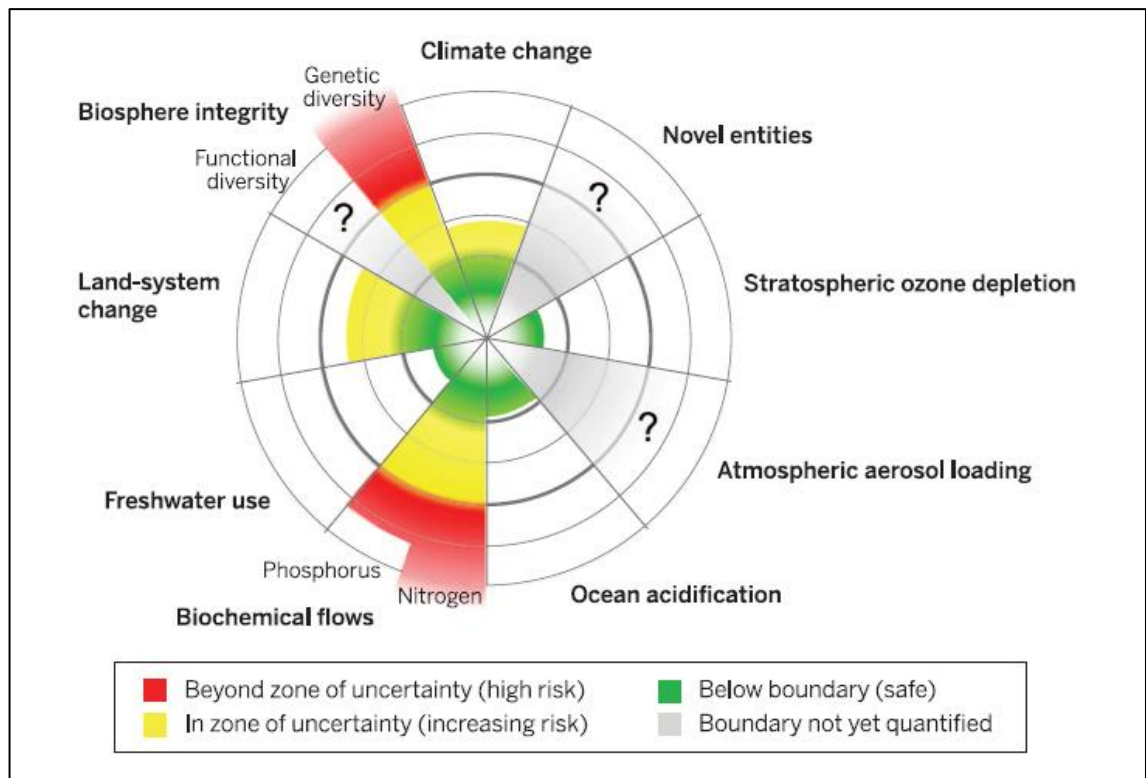 Climate change
Genetic
diversity
Biosphere integrity
Functional
diversity
Novel entities
?
?
Land-system
change
Stratospheric ozone depletion
?
Atmospheric aerosol loading
Freshwater use
Phosphorus
Nitrogen
Ocean acidification
Biochemical flows
Beyond zone of uncertainty (high risk)
Below boundary (safe)
In zone of uncertainty (increasing risk)
Boundary not yet quantified